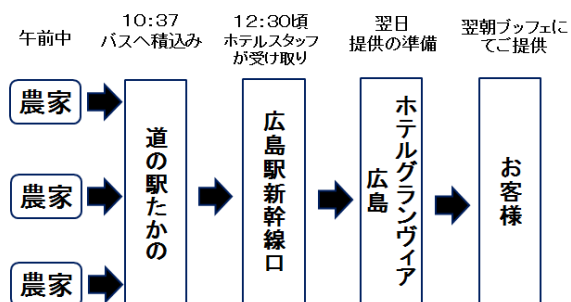 午前中
10:37
バスへ積込み
12:30頃
ホテルスタッフ
が受け取り
翌日
提供の準備
翌朝ブッフェに
てご提供
農家
農家
農家
道の駅たかの
広島駅新幹線口
ホテルグランヴィア
広島
お客様